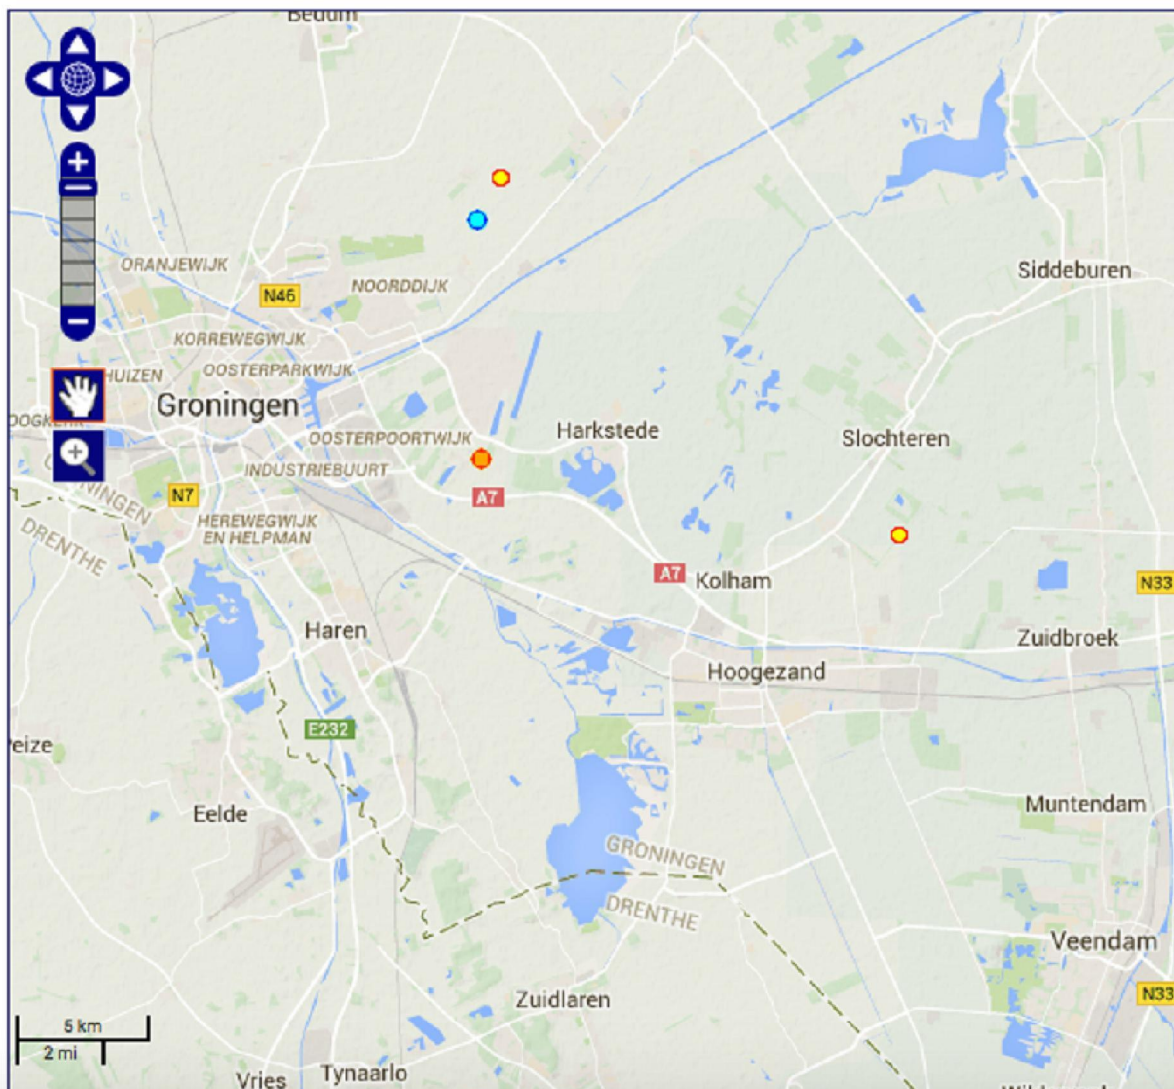 Bedum
ORANJEWIJK
Siddeburen
NOORDDIJK
N46
KORREWEGWIJK
HUIZEN
OOSTERPARKWIJK
Groningen
OOSTERPOORTWIJK
Harkstede
Slochteren
INDUSTRIEBUURT
N7
A7
GRONINGEN
DRENTHE
HEREWEGWIJK
EN HELPMAN
A7
Kolham
N33
Haren
Zuidbroek
Hoogezand
E232
Peize
Eelde
Muntendam
GRONINGEN
DRENTHE
Veendam
Zuidlaren
N33
5 km
2 mi
Vries
Tynaarlo